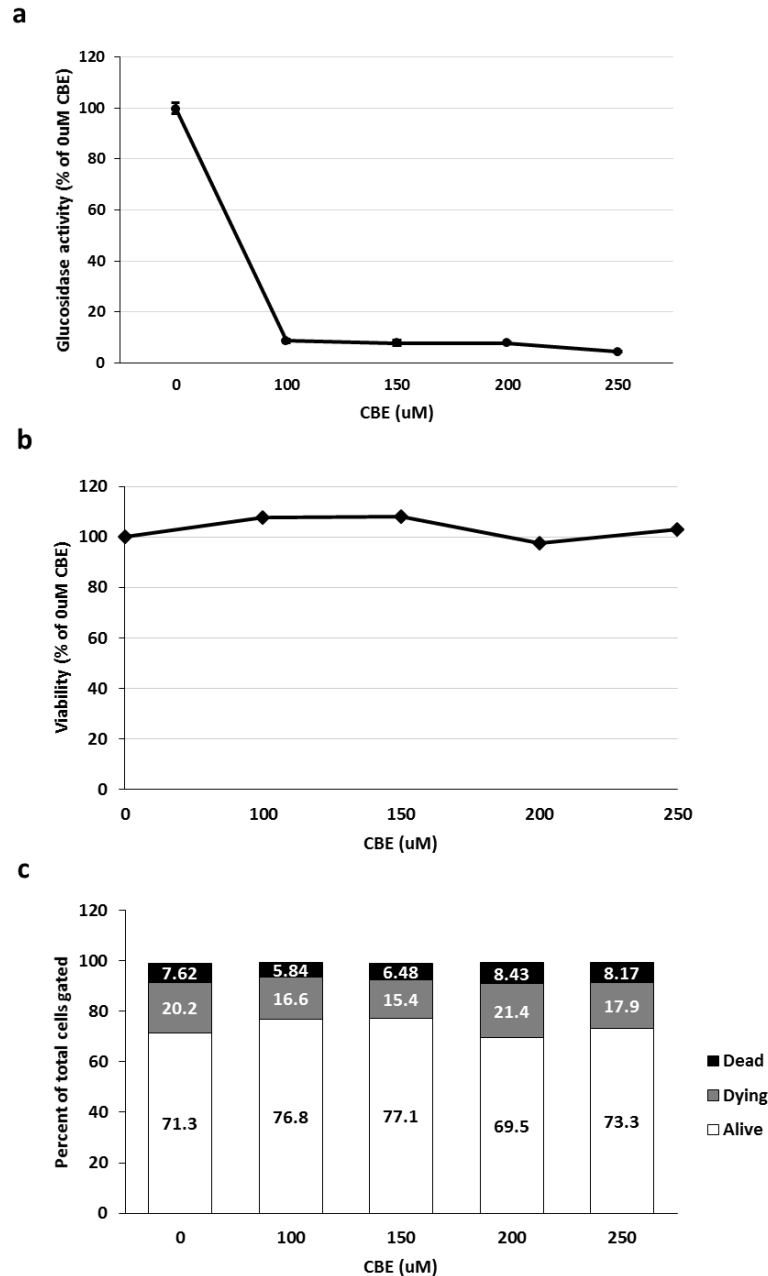 a
120
100
80
60
40
20
0
Glucosidase activity (% of 0uM CBE)
0 100 150 200 250
CBE (uM)
b
120
100
80
60
40
20
0
Viability (% of 0uM CBE)
0 100 150 200 250
CBE (uM)
c
120
100
80
60
40
20
0
Percent of total cells gated
7.62 5.84 6.48 8.43 8.17
20.2 16.6 15.4 21.4 17.9
71.3 76.8 77.1 69.5 73.3
Dead
Dying
Alive
0 100 150 200 250
CBE (uM)